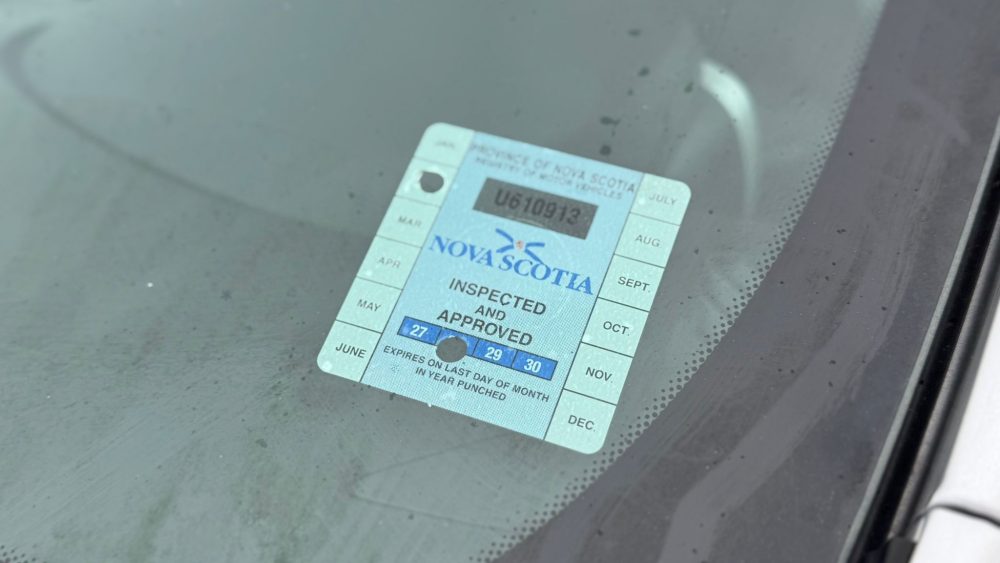 PROVINCE OF NOVA SCOTIA
REGISTRY OF MOTOR VEHICLES
U610913
NOVA SCOTIA
INSPECTED
AND
APPROVED
27 29 30
EXPIRES ON LAST DAY OF MONTH
IN YEAR PUNCHED
JAN.
MAR
APR
MAY
JUNE
JULY
AUG
SEPT.
OCT.
NOV.
DEC.